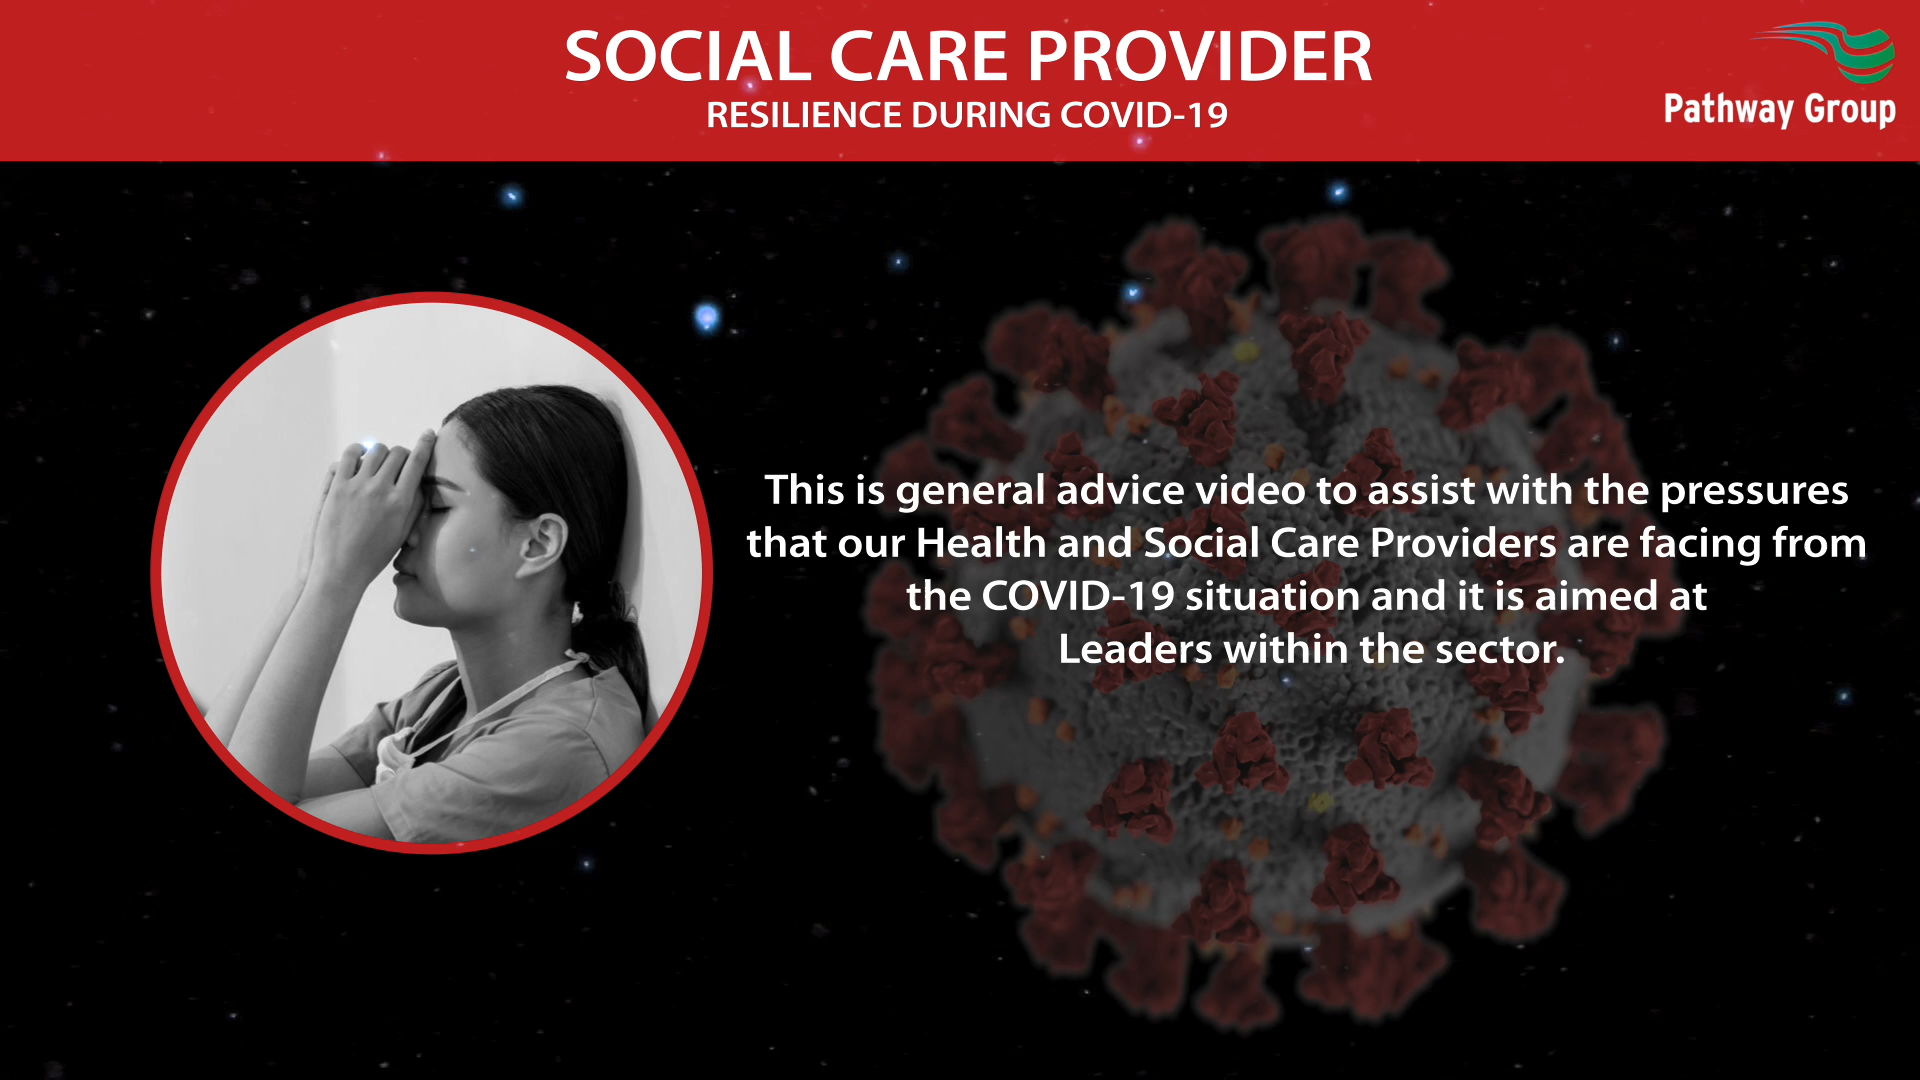 SOCIAL CARE PROVIDER
RESILIENCE DURING COVID-19
Pathway Group
This is general advice video to assist with the pressures
that our Health and Social Care Providers are facing from
the COVID-19 situation and it is aimed at
Leaders within the sector.